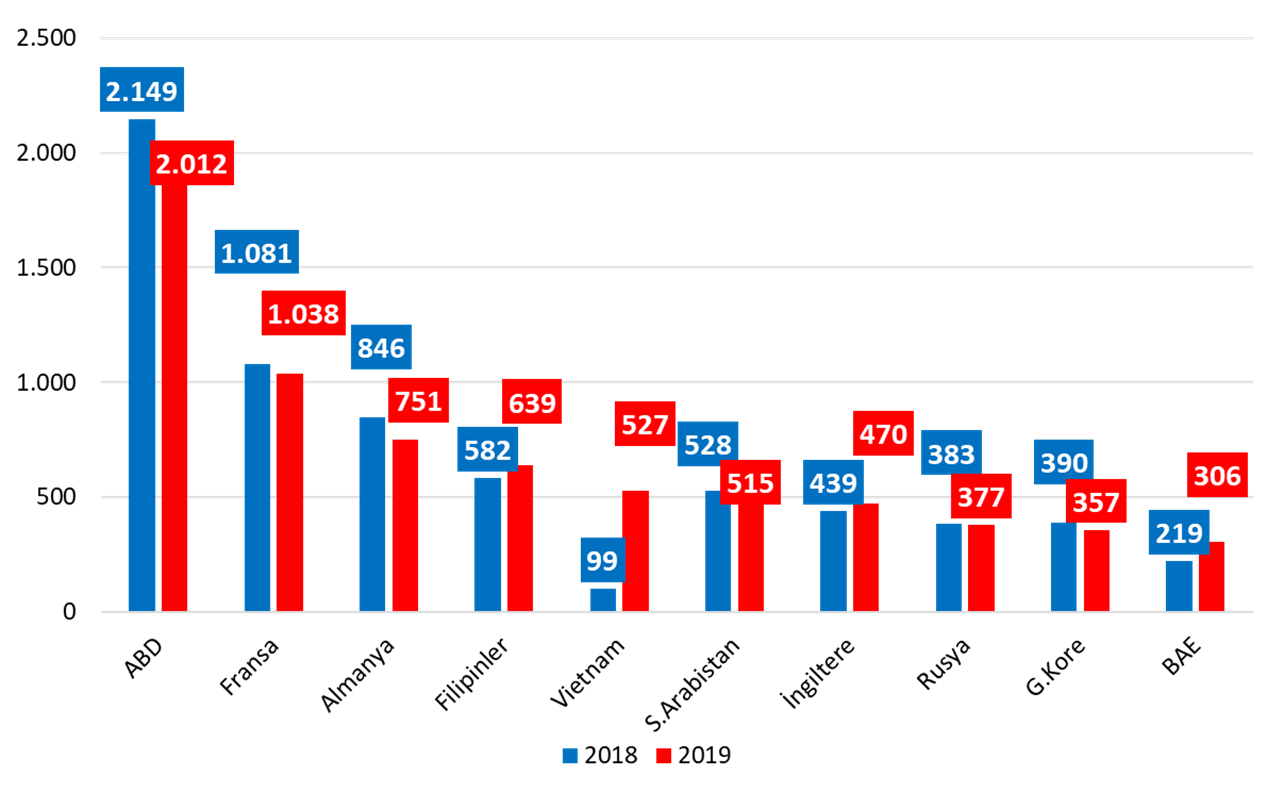 2.500
2.000
1.500
1.000
500
0
2.149
2.012
1.081
1.038
846
751
582
639
99
527
528
515
439
470
383
377
390
357
219
306
ABD
Fransa
Almanya
Filipinler
Vietnam
S.Arabistan
İngiltere
Rusya
G.Kore
BAE
2018
2019